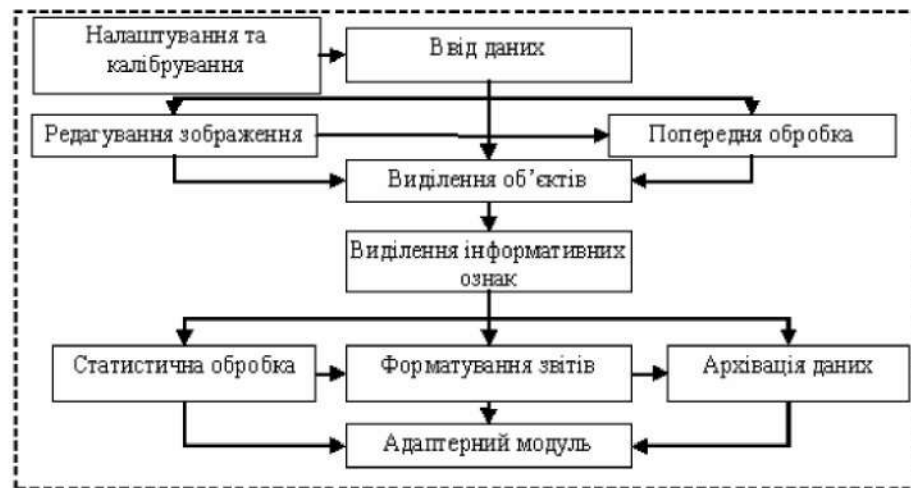 Налаштування та
калібрування
Ввід даних
Редагування зображення
Попередня обробка
Виділення об’єктів
Виділення інформативних
ознак
Статистична обробка
Форматування звітів
Архівація даних
Адаптерний модуль